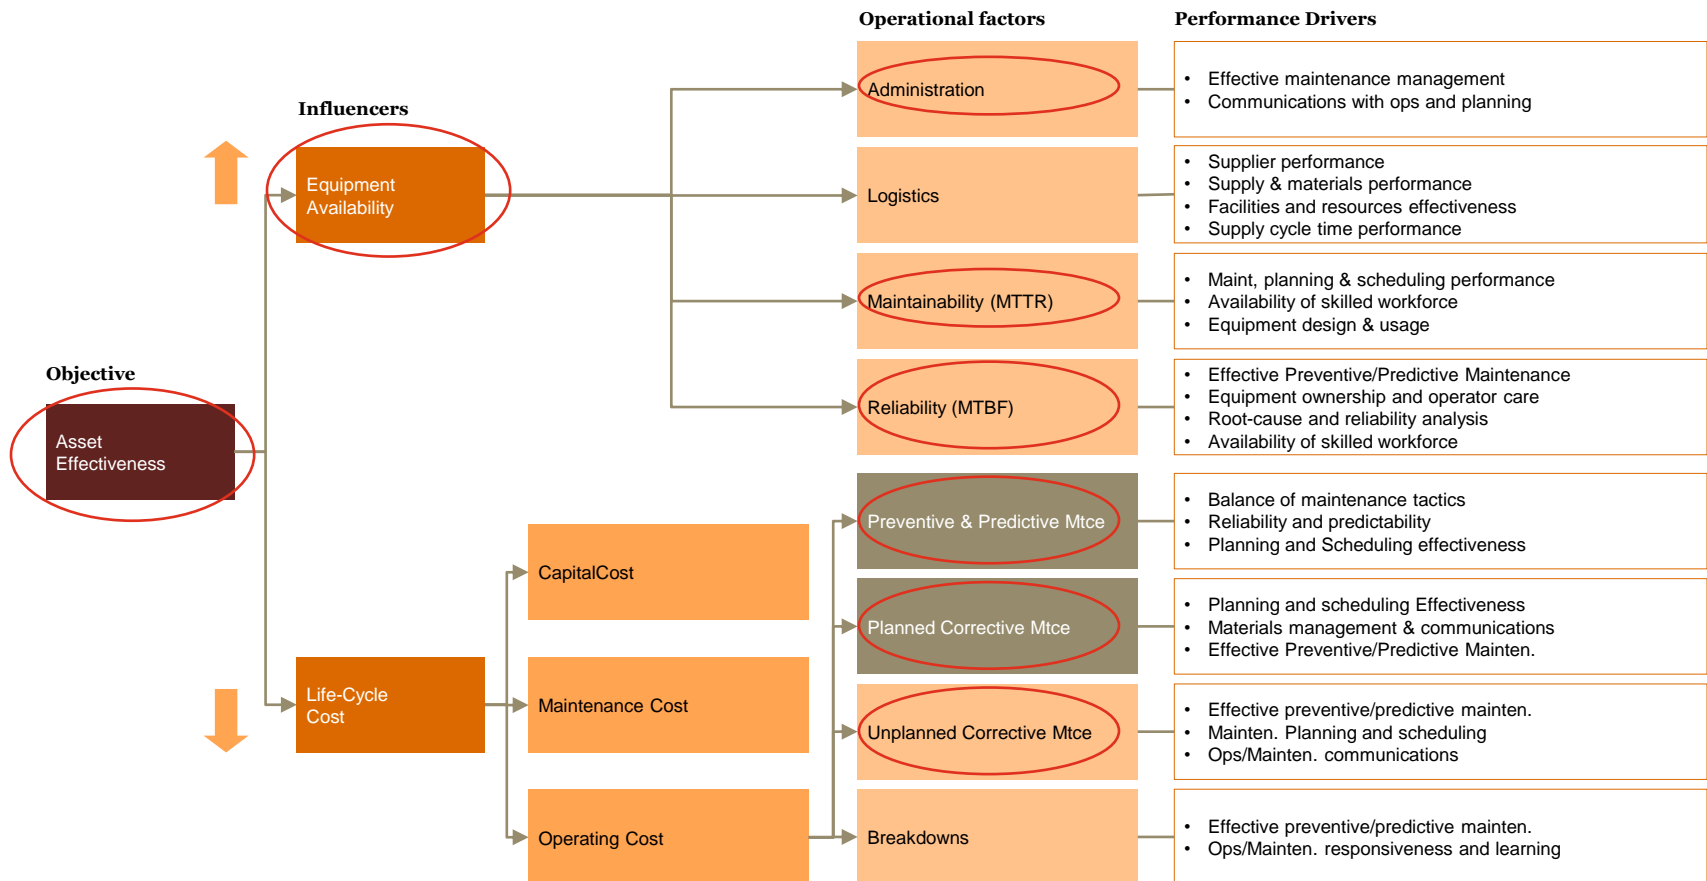 Operational factors
Performance Drivers
Influencers
Objective
Asset
Effectiveness
Equipment
Availability
Life-Cycle
Cost
CapitalCost
Maintenance Cost
Operating Cost
Administration
• Effective maintenance management
• Communications with ops and planning
Logistics
• Supplier performance
• Supply & materials performance
• Facilities and resources effectiveness
• Supply cycle time performance
Maintainability (MTTR)
• Maint, planning & scheduling performance
• Availability of skilled workforce
• Equipment design & usage
Reliability (MTBF)
• Effective Preventive/Predictive Maintenance
• Equipment ownership and operator care
• Root-cause and reliability analysis
• Availability of skilled workforce
Preventive & Predictive Mtce
• Balance of maintenance tactics
• Reliability and predictability
• Planning and Scheduling effectiveness
Planned Corrective Mtce
• Planning and scheduling Effectiveness
• Materials management & communications
• Effective Preventive/Predictive Mainten.
Unplanned Corrective Mtce
• Effective preventive/predictive mainten.
• Mainten. Planning and scheduling
• Ops/Mainten. communications
Breakdowns
• Effective preventive/predictive mainten.
• Ops/Mainten. responsiveness and learning